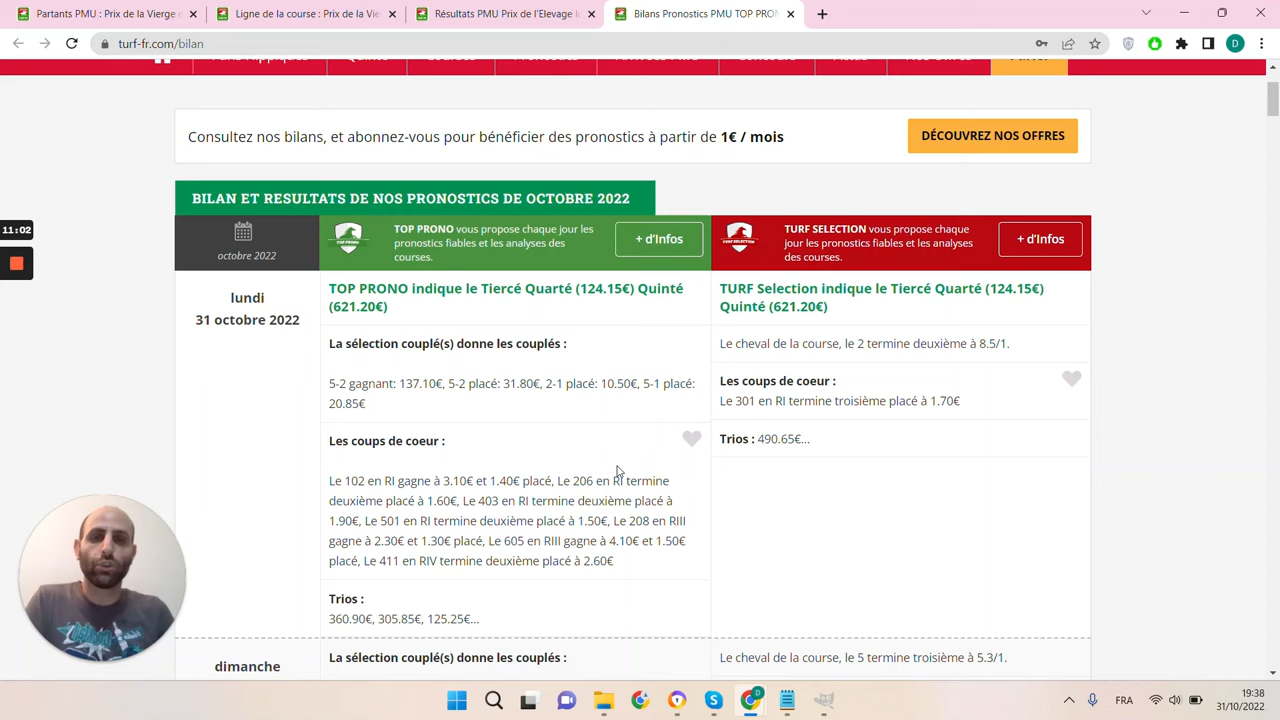 Partants PMU : Prix de la Vierge
Ligne de la course : Prix de la Vie
Résultats PMU Prix de l'Elevage
Bilans Pronostics PMU TOP PRON
turf-fr.com/bilan
Consultez nos bilans, et abonnez-vous pour bénéficier des pronostics à partir de 1€ / mois
DÉCOUVREZ NOS OFFRES
BILAN ET RESULTATS DE NOS PRONOSTICS DE OCTOBRE 2022
octobre 2022
TOP PRONO
TOP PRONO vous propose chaque jour les
pronostics fiables et les analyses des
courses.
+ d'Infos
TURF SELECTION
TURF SELECTION vous propose chaque
jour les pronostics fiables et les analyses
des courses.
+ d'Infos
11:02
lundi
31 octobre 2022
TOP PRONO indique le Tiercé Quarté (124.15€) Quinté
(621.20€)
La sélection couplé(s) donne les couplés :
5-2 gagnant: 137.10€, 5-2 placé: 31.80€, 2-1 placé: 10.50€, 5-1 placé:
20.85€
Les coups de coeur :
Le 102 en RI gagne à 3.10€ et 1.40€ placé, Le 206 en RI termine
deuxième placé à 1.60€, Le 403 en RI termine deuxième placé à
1.90€, Le 501 en RI termine deuxième placé à 1.50€, Le 208 en RIII
gagne à 2.30€ et 1.30€ placé, Le 605 en RIII gagne à 4.10€ et 1.50€
placé, Le 411 en RIV termine deuxième placé à 2.60€
Trios :
360.90€, 305.85€, 125.25€...
TURF Selection indique le Tiercé Quarté (124.15€)
Quinté (621.20€)
Le cheval de la course, le 2 termine deuxième à 8.5/1.
Les coups de coeur :
Le 301 en RI termine troisième placé à 1.70€
Trios : 490.65€...
dimanche
La sélection couplé(s) donne les couplés :
Le cheval de la course, le 5 termine troisième à 5.3/1.
FRA
19:38
31/10/2022